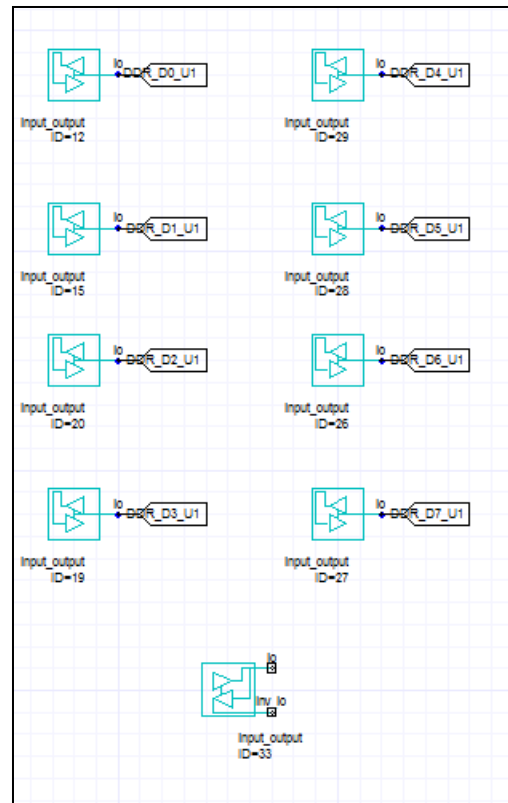 Io DDR_D0_U1
Input_output
ID=12
Io DDR_D4_U1
Input_output
ID=29
Io DDR_D1_U1
Input_output
ID=15
Io DDR_D5_U1
Input_output
ID=28
Io DDR_D2_U1
Input_output
ID=20
Io DDR_D6_U1
Input_output
ID=26
Io DDR_D3_U1
Input_output
ID=19
Io DDR_D7_U1
Input_output
ID=27
Io
Inv_Io
Input_output
ID=33